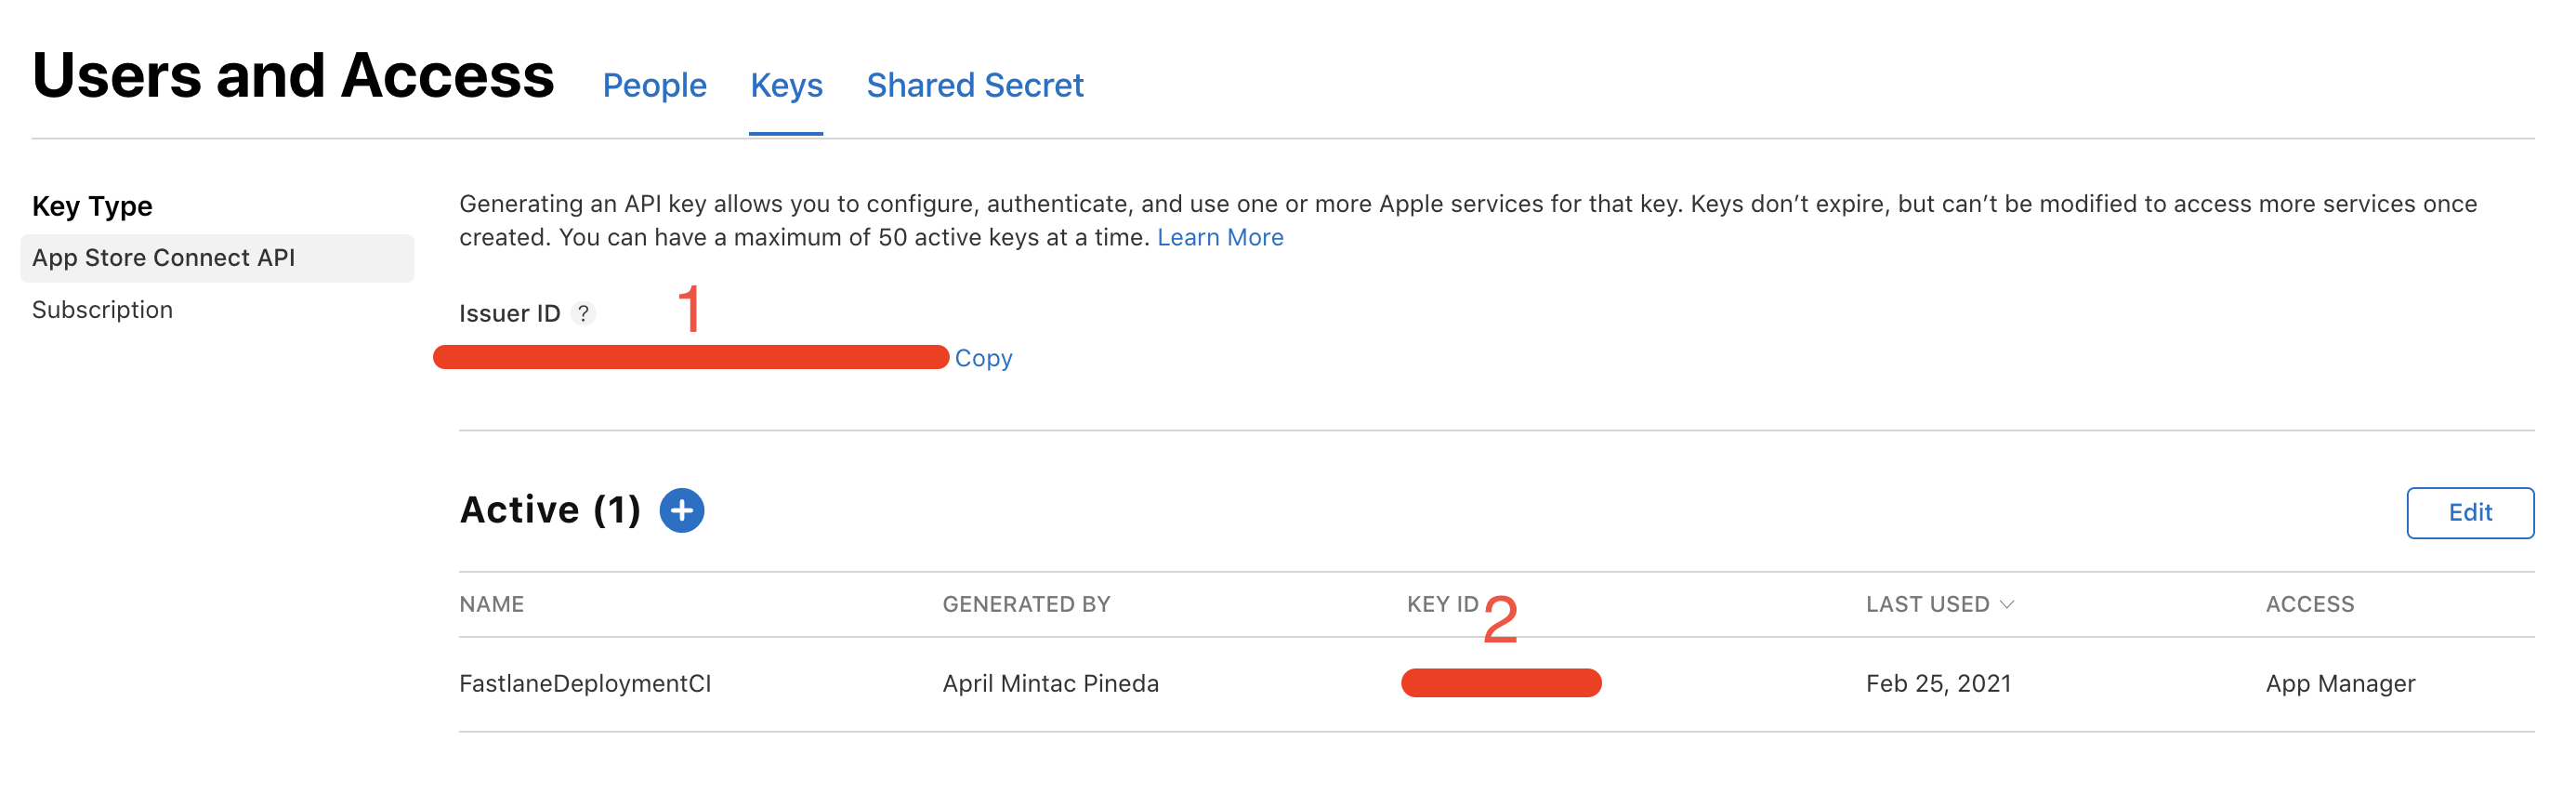 Users and Access People Keys Shared Secret
Key Type
App Store Connect API
Subscription
Generating an API key allows you to configure, authenticate, and use one or more Apple services for that key. Keys don’t expire, but can’t be modified to access more services once
created. You can have a maximum of 50 active keys at a time. Learn More
Issuer ID ? 1
Copy
Active (1) +
Edit
NAME GENERATED BY KEY ID 2 LAST USED ACCESS
FastlaneDeploymentCI April Mintac Pineda Feb 25, 2021 App Manager